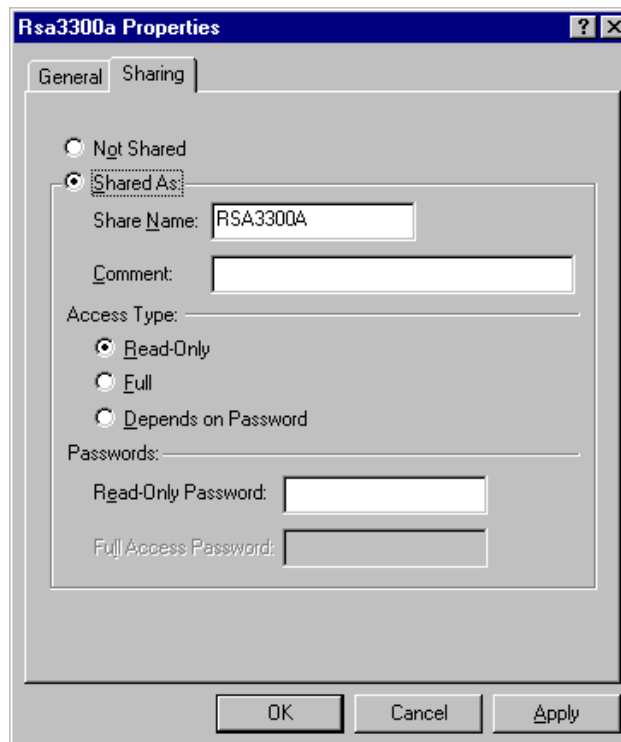 Rsa3300a Properties
General
Sharing
Not Shared
Shared As:
Share Name: RSA3300A
Comment:
Access Type:
Read-Only
Full
Depends on Password
Passwords:
Read-Only Password:
Full Access Password:
OK Cancel Apply